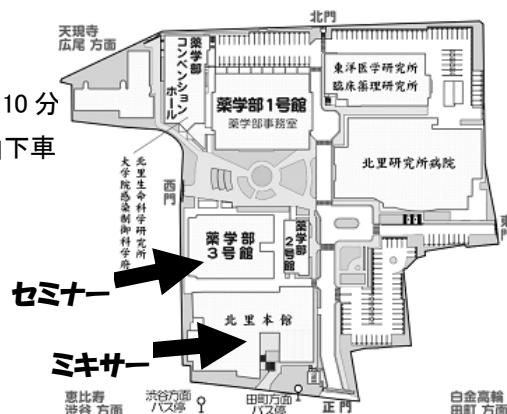 天現寺
広尾 方面
北門
薬学部
コンベンション
ホール
東洋医学研究所
臨床薬理研究所
10 分
下車
薬学部1号館
薬学部事務室
北里研究所病院
北里生命科学研究所
大学院感染制御科学府
西門
薬学部
3号館
薬学部
2号館
セミナー
北里本館
ミキサー
恵比寿
渋谷 方面
渋谷方面
バス停
田町方面
バス停
正門
白金高輪
田町 方面